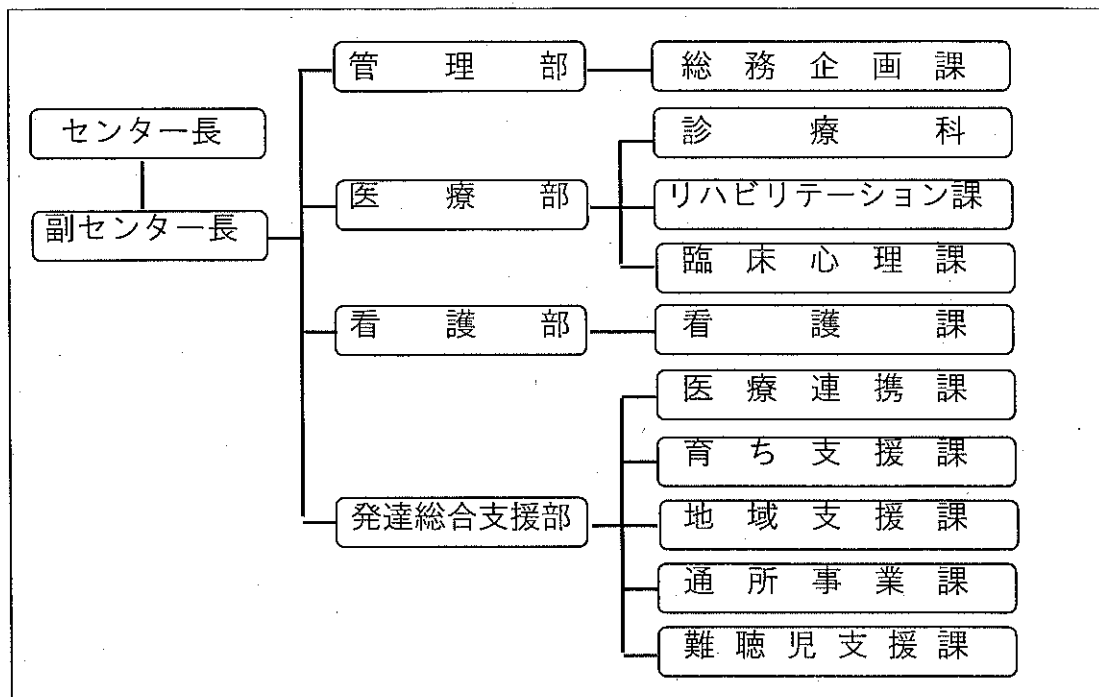 センター長
副センター長
管理部
総務企画課
医療部
診療科
リハビリテーション課
臨床心理課
看護部
看護課
発達総合支援部
医療連携課
育ち支援課
地域支援課
通所事業課
難聴児支援課